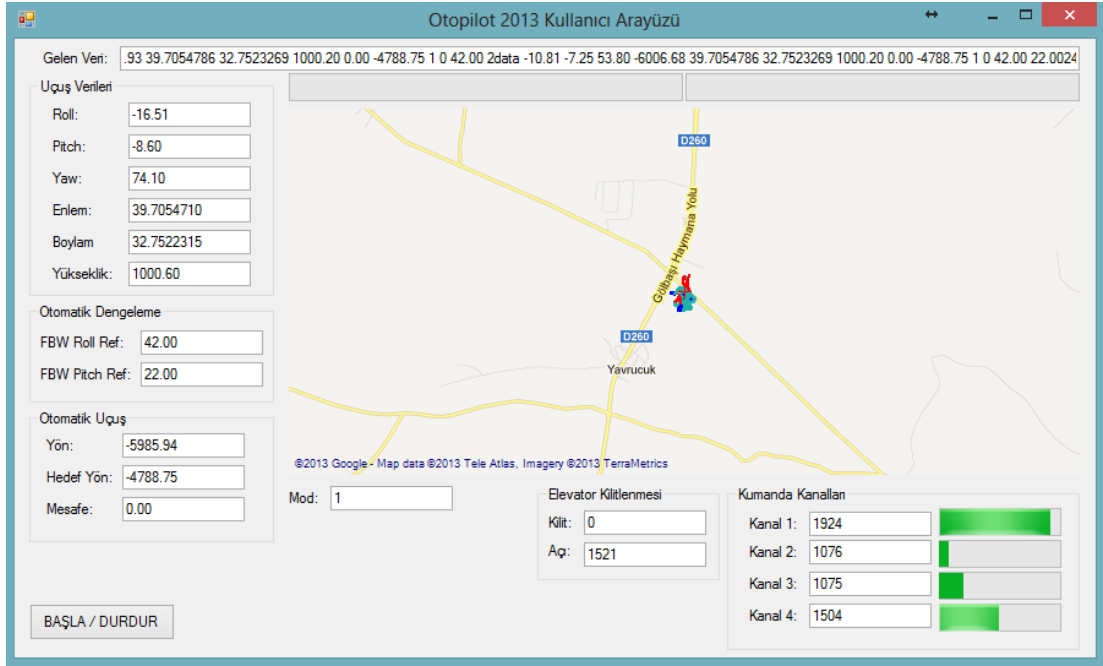 Otopilot 2013 Kullanıcı Arayüzü
Gelen Veri: .93 39.7054786 32.7523269 1000.20 0.00 -4788.75 1 0 42.00 2data -10.81 -7.25 53.80 -6006.68 39.7054786 32.7523269 1000.20 0.00 -4788.75 1 0 42.00 22.0024
Uçuş Verileri
Roll: -16.51
Pitch: -8.60
Yaw: 74.10
Enlem: 39.7054710
Boylam 32.7522315
Yükseklik: 1000.60
Otomatik Dengeleme
FBW Roll Ref: 42.00
FBW Pitch Ref: 22.00
Otomatik Uçuş
Yön: -5985.94
Hedef Yön: -4788.75
Mesafe: 0.00
BAŞLA / DURDUR
D260
Gölbaşı Haymana Yolu
D260
Yavrucuk
©2013 Google - Map data ©2013 Tele Atlas, Imagery ©2013 TerraMetrics
Mod: 1
Elevator Kilitlenmesi
Kilit: 0
Açı: 1521
Kumanda Kanalları
Kanal 1: 1924
Kanal 2: 1076
Kanal 3: 1075
Kanal 4: 1504